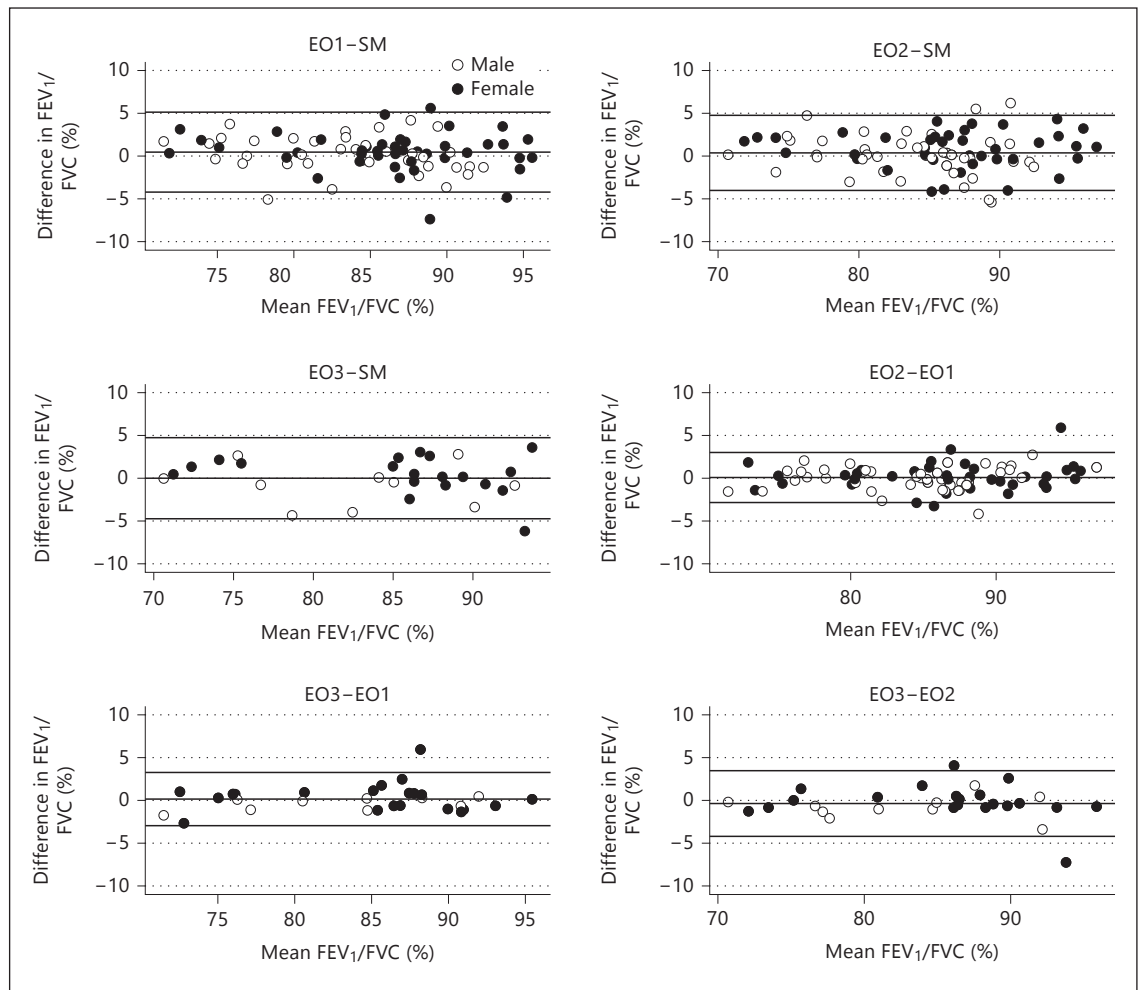 EO1–SM
Male
Female
10
5
0
–5
–10
Difference in FEV1/
FVC (%)
75
80
85
90
95
Mean FEV1/FVC (%)
EO2–SM
10
5
0
–5
–10
Difference in FEV1/
FVC (%)
70
80
90
Mean FEV1/FVC (%)
EO3–SM
10
5
0
–5
–10
Difference in FEV1/
FVC (%)
70
75
80
85
90
Mean FEV1/FVC (%)
EO2–EO1
10
5
0
–5
–10
Difference in FEV1/
FVC (%)
80
90
Mean FEV1/FVC (%)
EO3–EO1
10
5
0
–5
–10
Difference in FEV1/
FVC (%)
75
80
85
90
95
Mean FEV1/FVC (%)
EO3–EO2
10
5
0
–5
–10
Difference in FEV1/
FVC (%)
70
80
90
Mean FEV1/FVC (%)